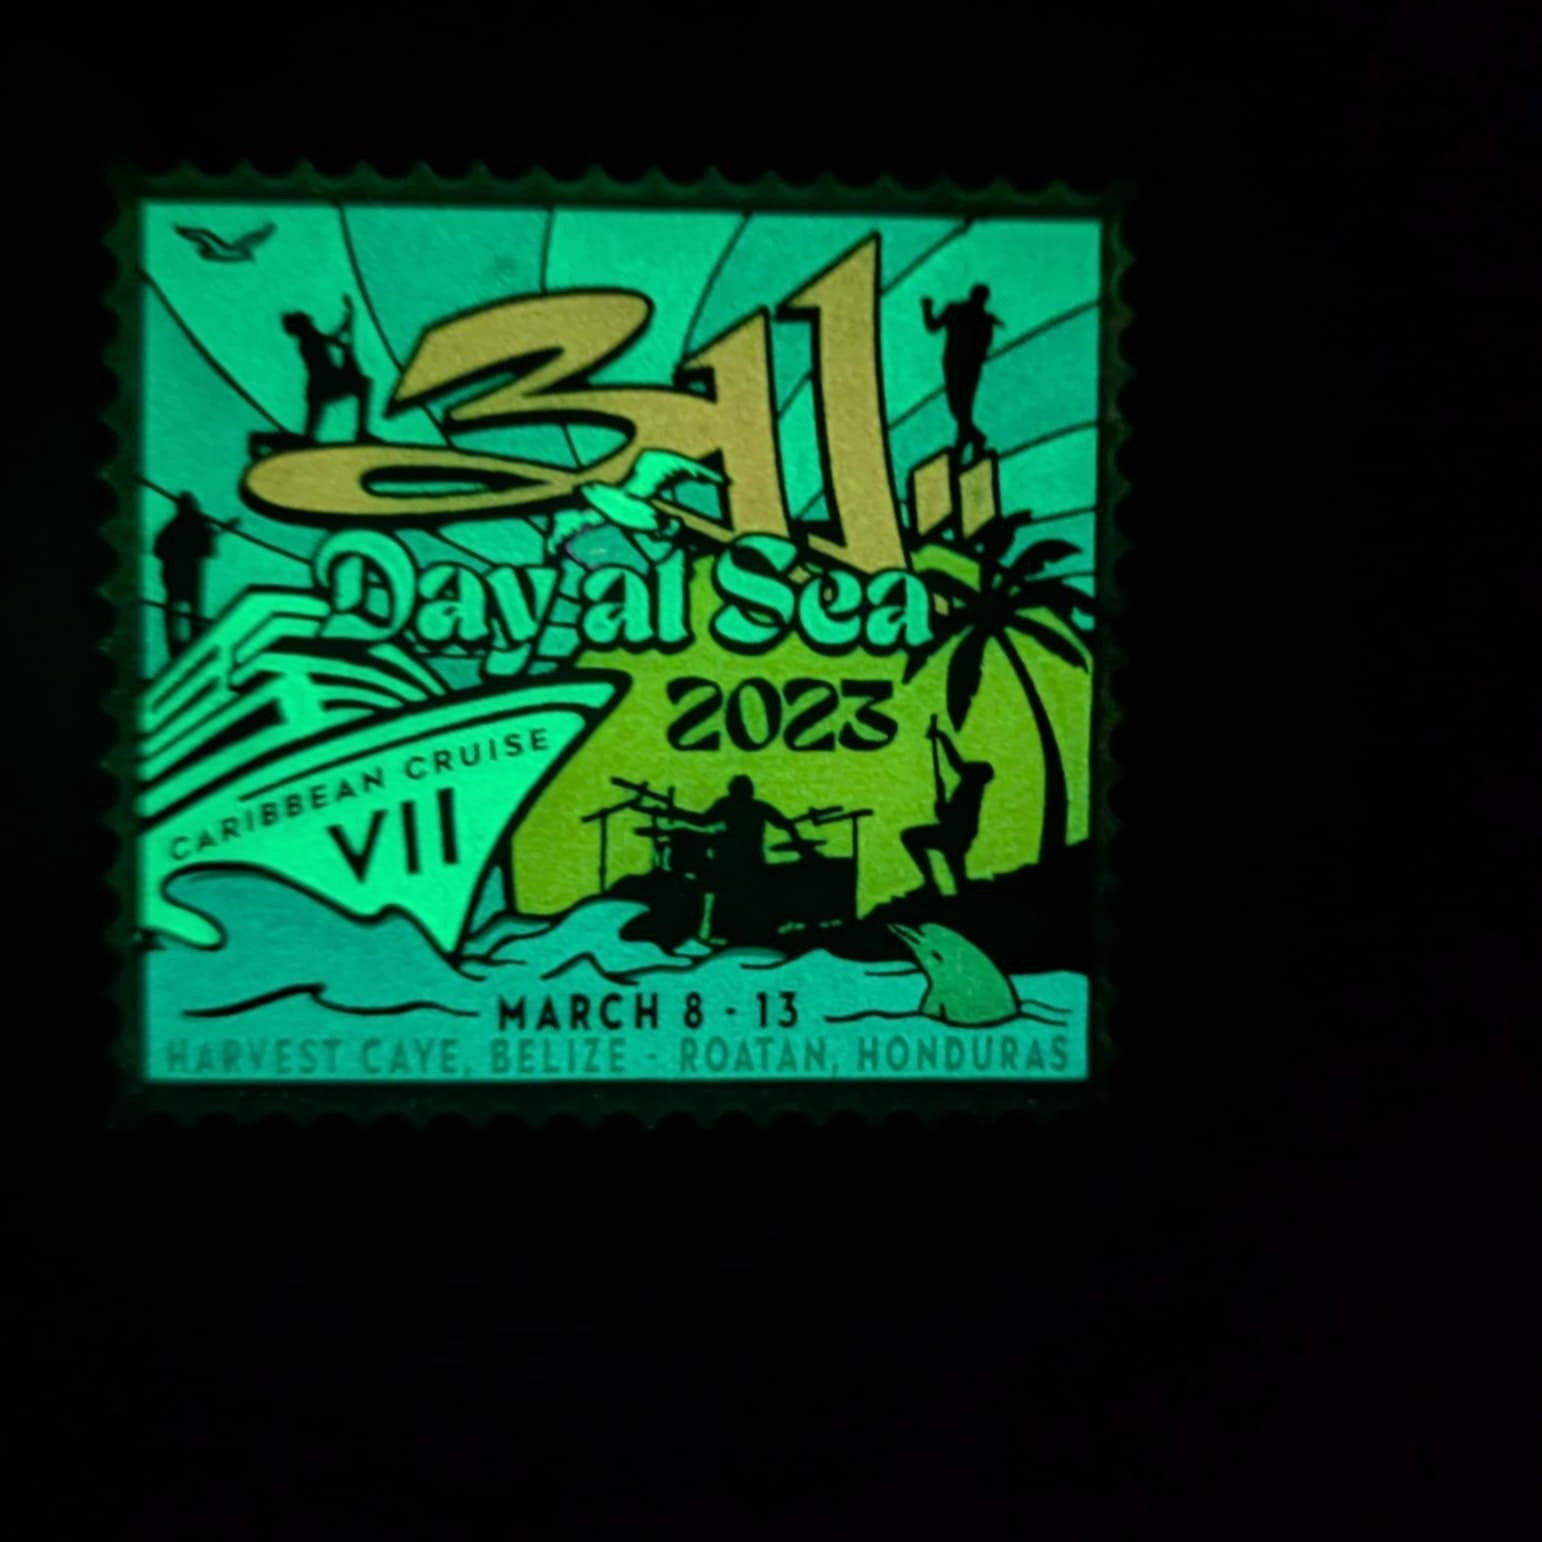 311
Day at Sea
2023
CARIBBEAN CRUISE
VII
MARCH 8 - 13
HARVEST CAYE, BELIZE - ROATAN, HONDURAS